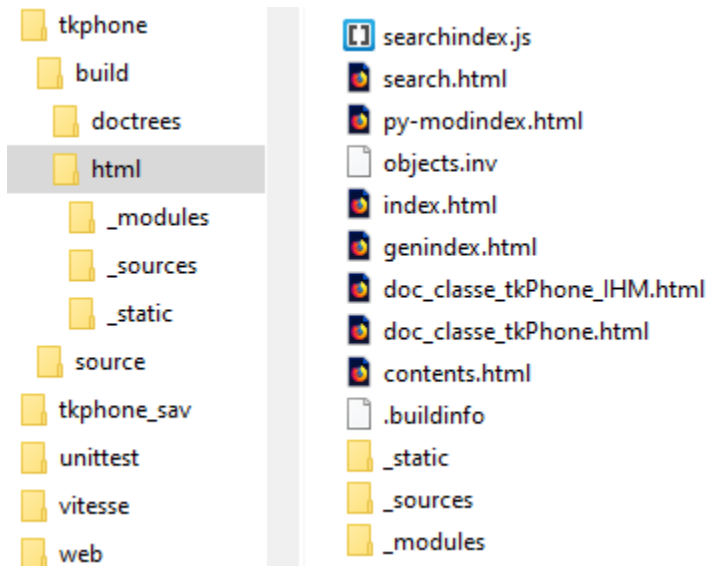 tkphone
build
doctrees
html
_modules
_sources
_static
source
tkphone_sav
unittest
vitesse
web
searchindex.js
search.html
py-modindex.html
objects.inv
index.html
genindex.html
doc_classe_tkPhone_IHM.html
doc_classe_tkPhone.html
contents.html
.buildinfo
_static
_sources
_modules